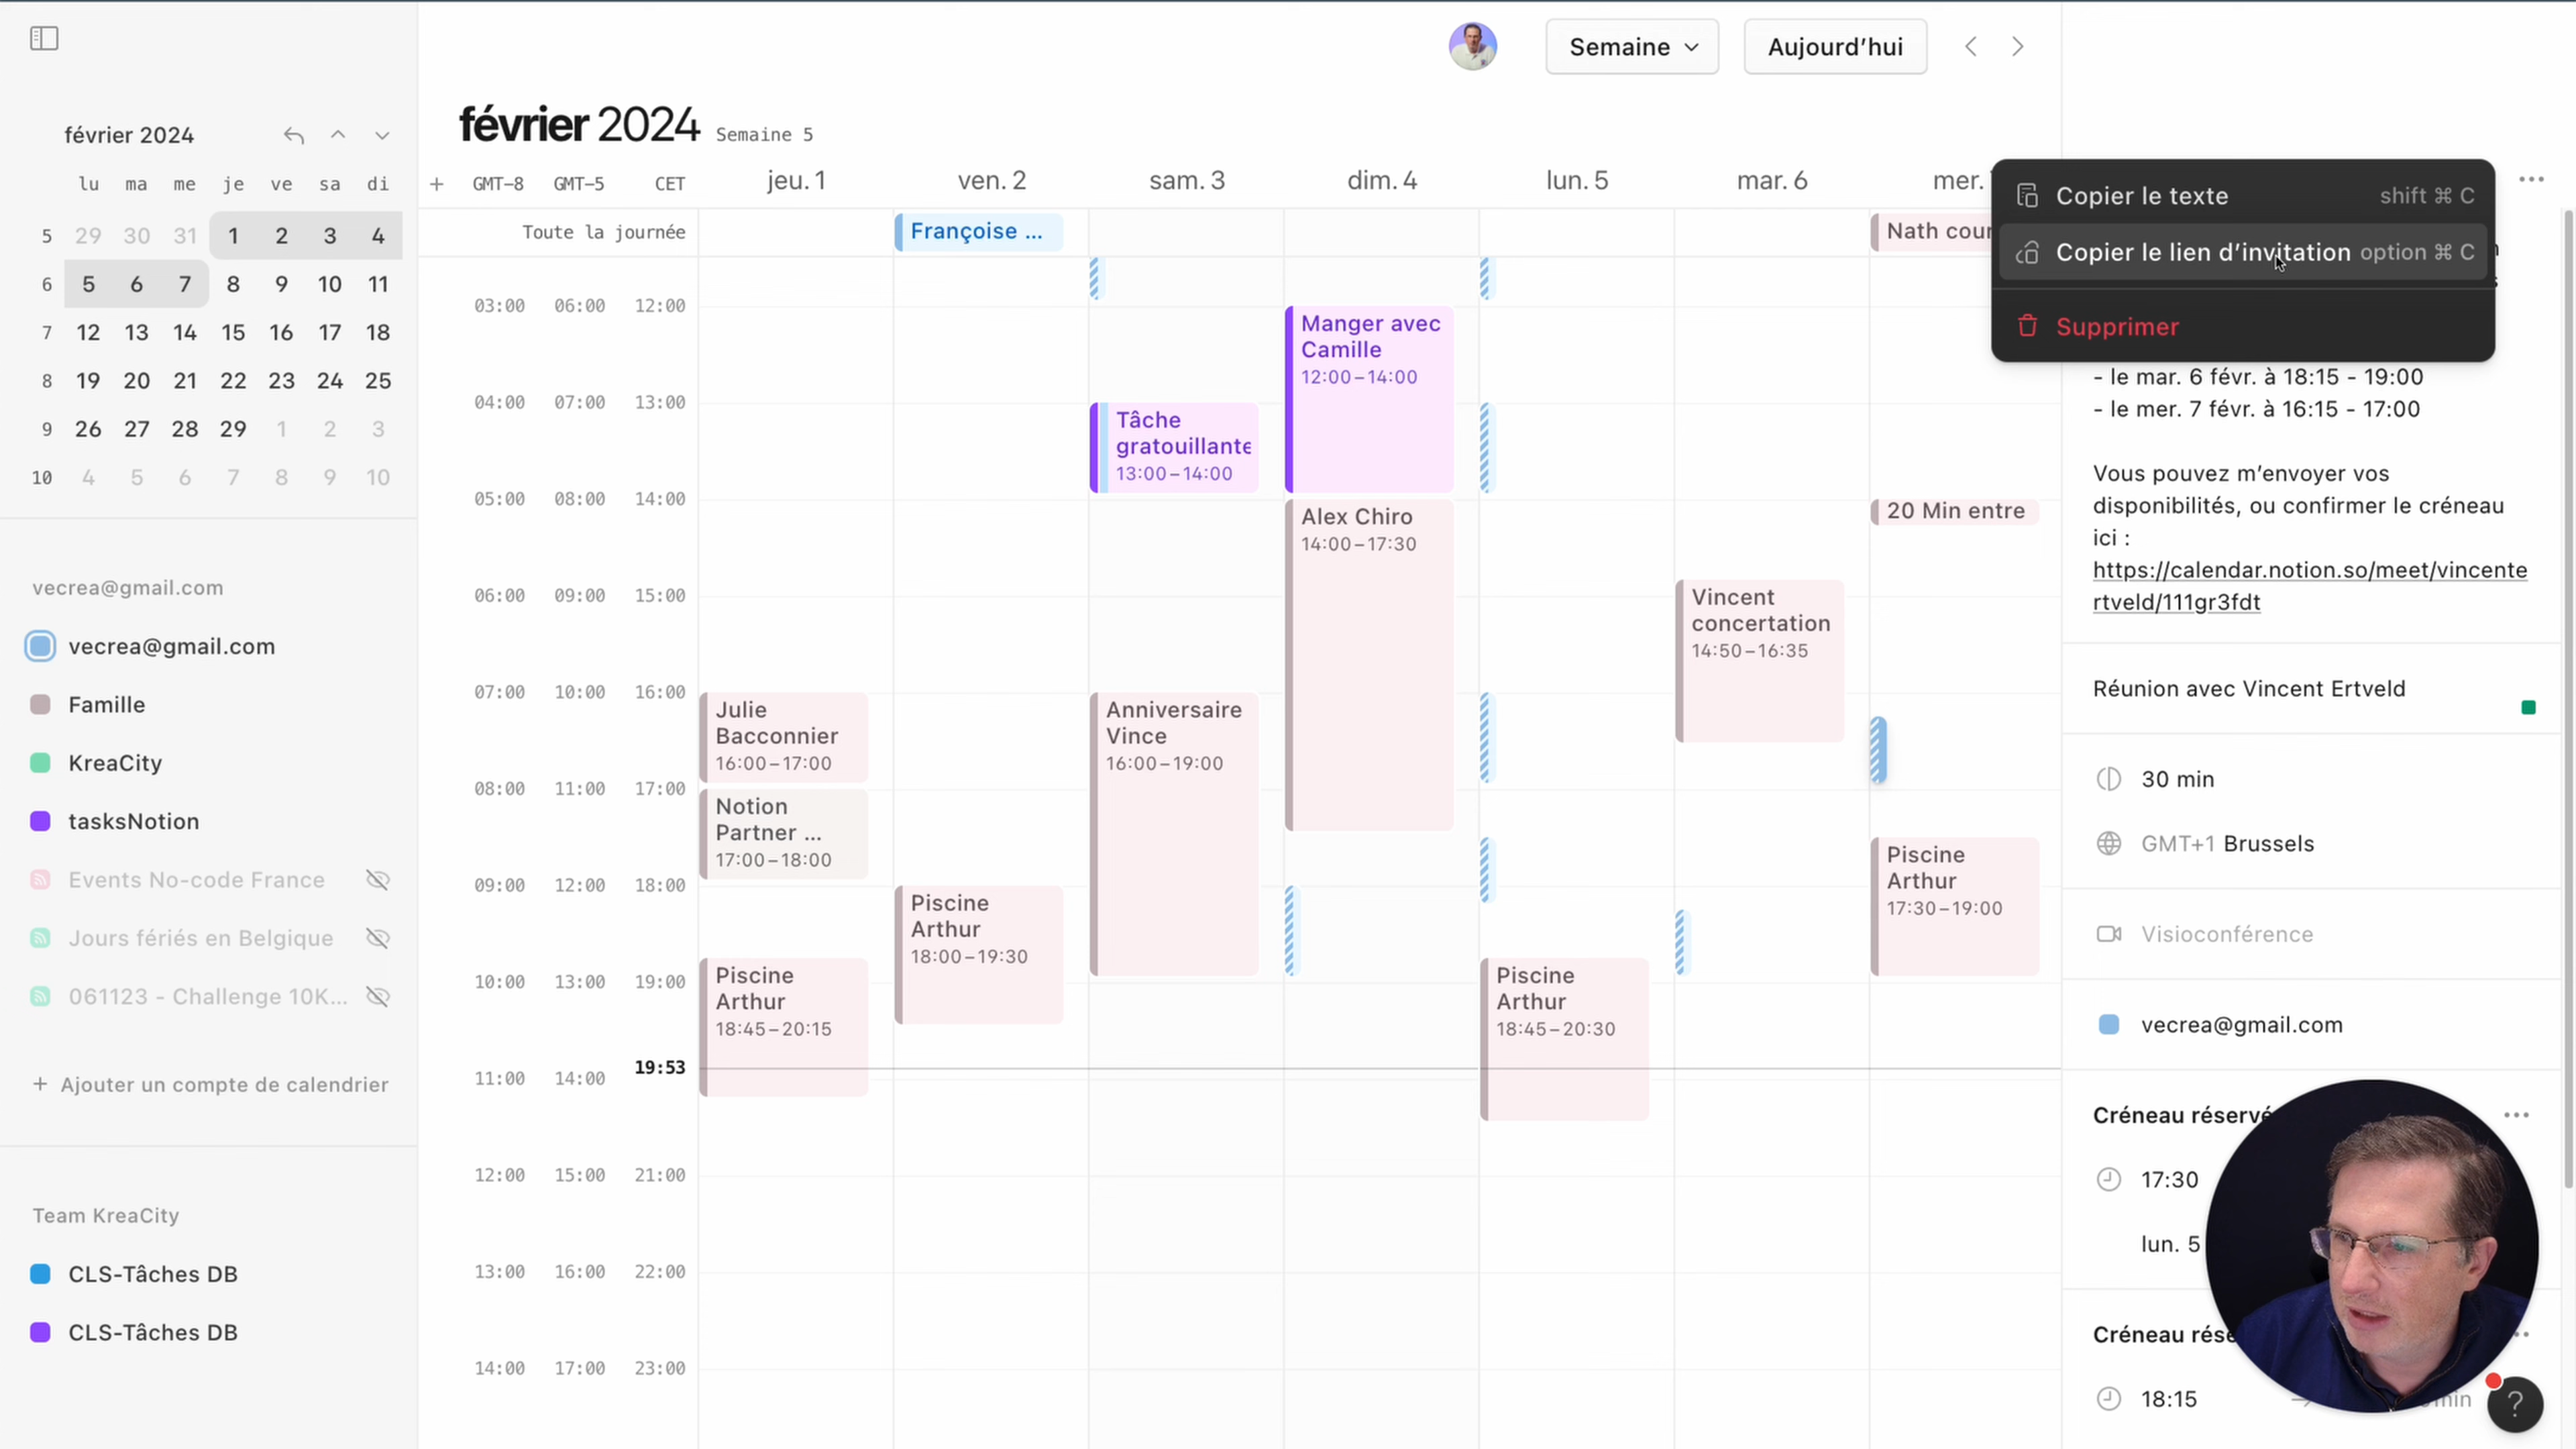 Semaine
Aujourd’hui
février 2024
lu ma me je ve sa di
5 29 30 31 1 2 3 4
6 5 6 7 8 9 10 11
7 12 13 14 15 16 17 18
8 19 20 21 22 23 24 25
9 26 27 28 29 1 2 3
10 4 5 6 7 8 9 10
vecrea@gmail.com
vecrea@gmail.com
Famille
KreaCity
tasksNotion
Events No-code France
Jours fériés en Belgique
061123 - Challenge 10K...
+ Ajouter un compte de calendrier
Team KreaCity
CLS-Tâches DB
CLS-Tâches DB
février 2024 Semaine 5
+ GMT-8 GMT-5 CET jeu. 1 ven. 2 sam. 3 dim. 4 lun. 5 mar. 6 mer.
Toute la journée
Françoise ...
Nath cour
03:00 06:00 12:00
04:00 07:00 13:00
05:00 08:00 14:00
06:00 09:00 15:00
07:00 10:00 16:00
08:00 11:00 17:00
09:00 12:00 18:00
10:00 13:00 19:00
19:53
11:00 14:00
12:00 15:00 21:00
13:00 16:00 22:00
14:00 17:00 23:00
Julie
Bacconnier
16:00–17:00
Notion
Partner ...
17:00–18:00
Piscine
Arthur
18:45–20:15
Piscine
Arthur
18:00–19:30
Tâche
gratouillante
13:00–14:00
Anniversaire
Vince
16:00–19:00
Manger avec
Camille
12:00–14:00
Alex Chiro
14:00–17:30
Piscine
Arthur
18:45–20:30
Vincent
concertation
14:50–16:35
20 Min entre
Piscine
Arthur
17:30–19:00
Copier le texte shift ⌘ C
Copier le lien d’invitation option ⌘ C
Supprimer
- le mar. 6 févr. à 18:15 - 19:00
- le mer. 7 févr. à 16:15 - 17:00
Vous pouvez m’envoyer vos
disponibilités, ou confirmer le créneau
ici :
https://calendar.notion.so/meet/vincente
rtveld/111gr3fdt
Réunion avec Vincent Ertveld
30 min
GMT+1 Brussels
Visioconférence
vecrea@gmail.com
Créneau réservé
17:30
lun. 5
Créneau rése
18:15 → min
?